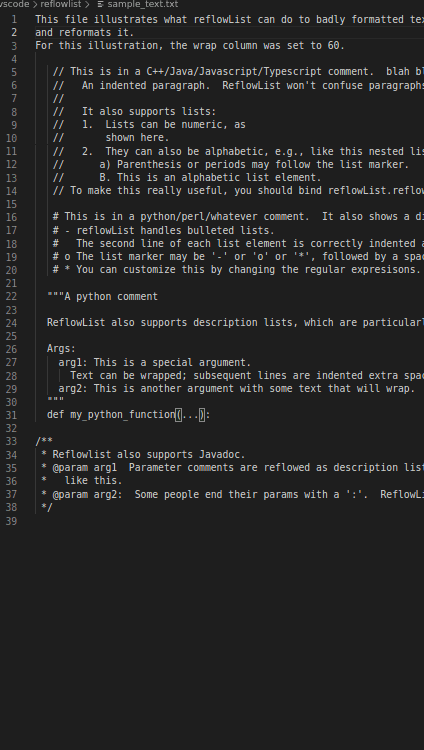 vscode > reflowlist > sample_text.txt
1 This file illustrates what reflowList can do to badly formatted tex
2 and reformats it.
3 For this illustration, the wrap column was set to 60.
4
5 // This is in a C++/Java/Javascript/Typescript comment.  blah bl
6 //   An indented paragraph.  ReflowList won't confuse paragraphs
7 //
8 //   It also supports lists:
9 //   1.  Lists can be numeric, as
10 //       shown here.
11 //   2.  They can also be alphabetic, e.g., like this nested lis
12 //      a) Parenthesis or periods may follow the list marker.
13 //      B. This is an alphabetic list element.
14 // To make this really useful, you should bind reflowList.reflow
15
16 # This is in a python/perl/whatever comment.  It also shows a di
17 # - reflowList handles bulleted lists.
18 #   The second line of each list element is correctly indented a
19 # o The list marker may be '-' or 'o' or '*', followed by a spac
20 # * You can customize this by changing the regular expresisons.
21
22 """A python comment
23
24 ReflowList also supports description lists, which are particularl
25
26 Args:
27 arg1: This is a special argument.
28 Text can be wrapped; subsequent lines are indented extra spac
29 arg2: This is another argument with some text that will wrap.
30 """
31 def my_python_function(...):
32
33 /**
34 * Reflowlist also supports Javadoc.
35 * @param arg1  Parameter comments are reflowed as description list
36 *   like this.
37 * @param arg2:  Some people end their params with a ':'.  ReflowLi
38 */
39